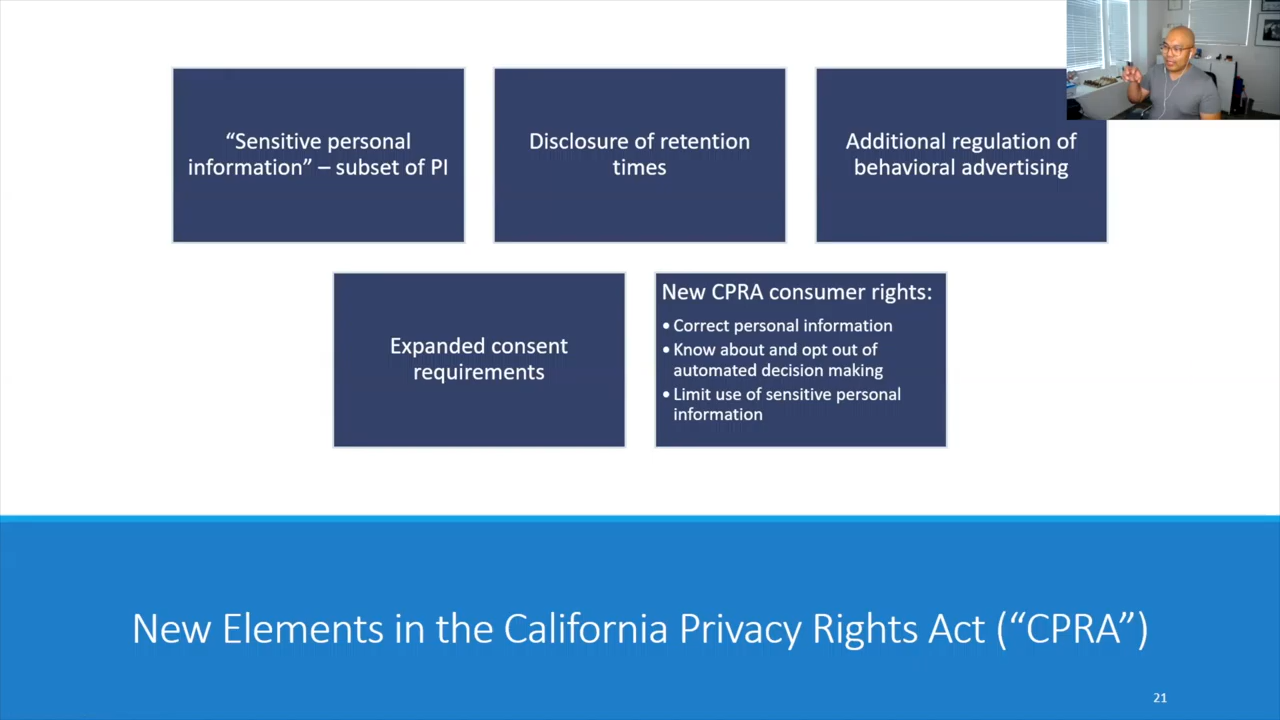 “Sensitive personal
information” – subset of PI
Disclosure of retention
times
Additional regulation of
behavioral advertising
Expanded consent
requirements
New CPRA consumer rights:
• Correct personal information
• Know about and opt out of
automated decision making
• Limit use of sensitive personal
information
New Elements in the California Privacy Rights Act (“CPRA”)
21